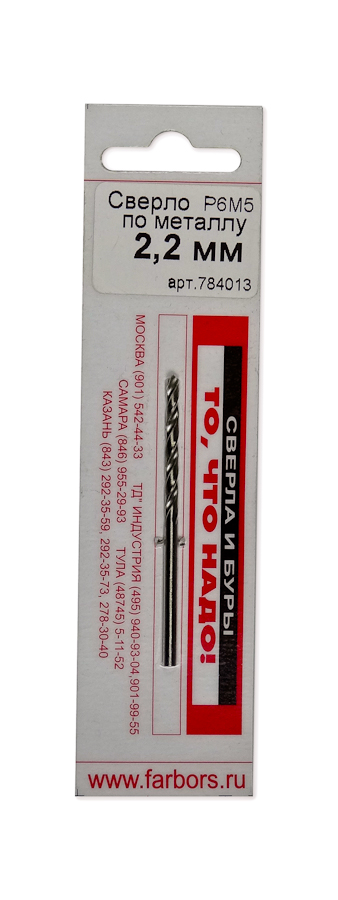 Сверло Р6М5
по металлу
2,2 мм
арт.784013
МОСКВА (901) 542-44-33 ТД" ИНДУСТРИЯ (495) 940-93-04,901-99-55
САМАРА (846) 955-29-93 ТУЛА (48745) 5-11-52
КАЗАНЬ (843) 292-35-59, 292-35-73, 278-30-40
СВЕРЛА И БУРЫ
ТО, ЧТО НАДО!
www.farbors.ru